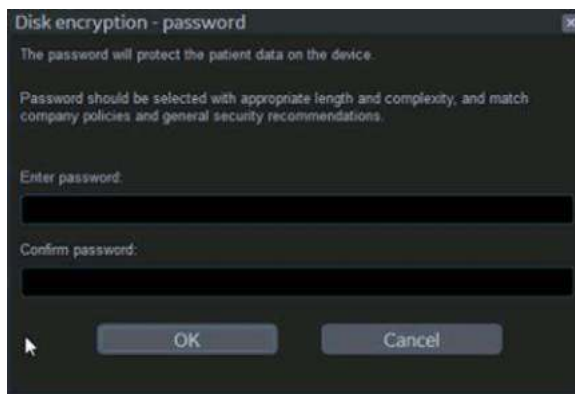 Disk encryption - password
The password will protect the patient data on the device.
Password should be selected with appropriate length and complexity, and match
company policies and general security recommendations.
Enter password:
Confirm password:
OK
Cancel